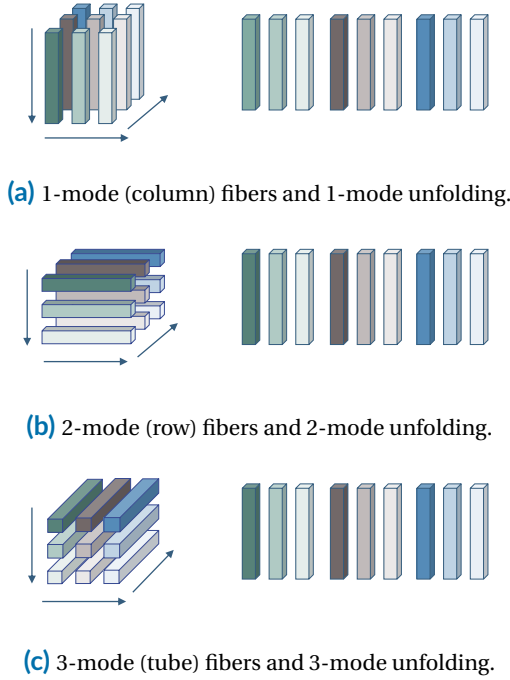 (a) 1-mode (column) fibers and 1-mode unfolding.
(b) 2-mode (row) fibers and 2-mode unfolding.
(c) 3-mode (tube) fibers and 3-mode unfolding.